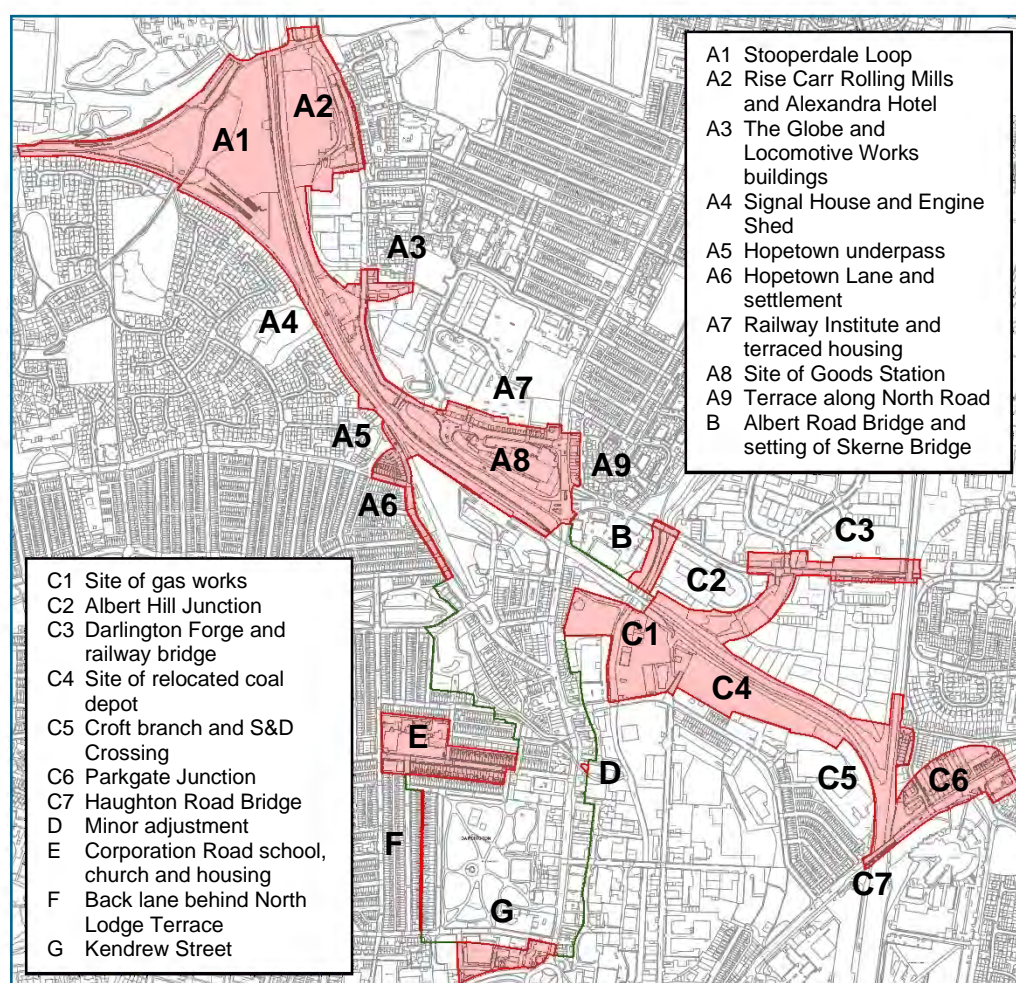 A1 Stooperdale Loop
A2 Rise Carr Rolling Mills
and Alexandra Hotel
A3 The Globe and
Locomotive Works
buildings
A4 Signal House and Engine
Shed
A5 Hopetown underpass
A6 Hopetown Lane and
settlement
A7 Railway Institute and
terraced housing
A8 Site of Goods Station
A9 Terrace along North Road
B Albert Road Bridge and
setting of Skerne Bridge
A2
A1
A3
A4
A7
A5
A8
A9
A6
B
C3
C2
C1
C4
C5
C6
E
D
F
C7
G
C1 Site of gas works
C2 Albert Hill Junction
C3 Darlington Forge and
railway bridge
C4 Site of relocated coal
depot
C5 Croft branch and S&D
Crossing
C6 Parkgate Junction
C7 Haughton Road Bridge
D Minor adjustment
E Corporation Road school,
church and housing
F Back lane behind North
Lodge Terrace
G Kendrew Street